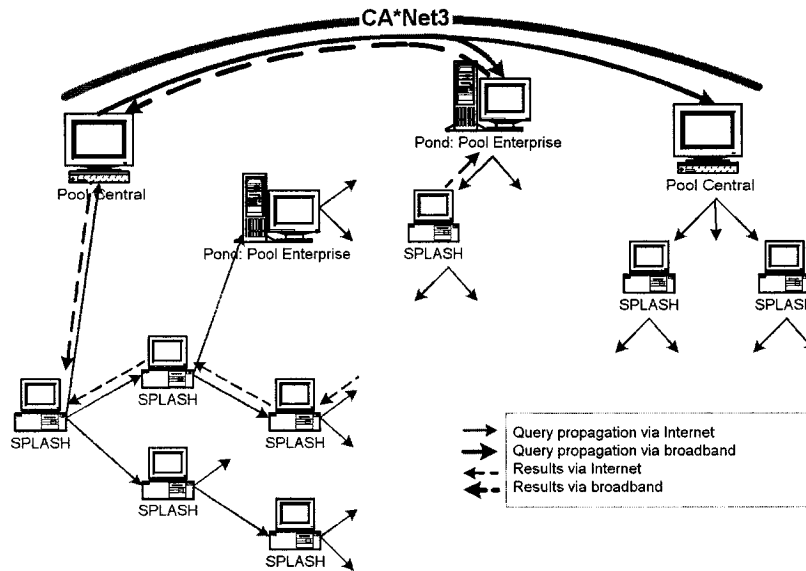 CA*Net3
Pond: Pool Enterprise
Pool Central
Pool Central
Pond: Pool Enterprise
SPLASH
SPLASH
SPLASH
SPLASH
SPLASH
SPLASH
SPLASH
SPLASH
Query propagation via Internet
Query propagation via broadband
Results via Internet
Results via broadband